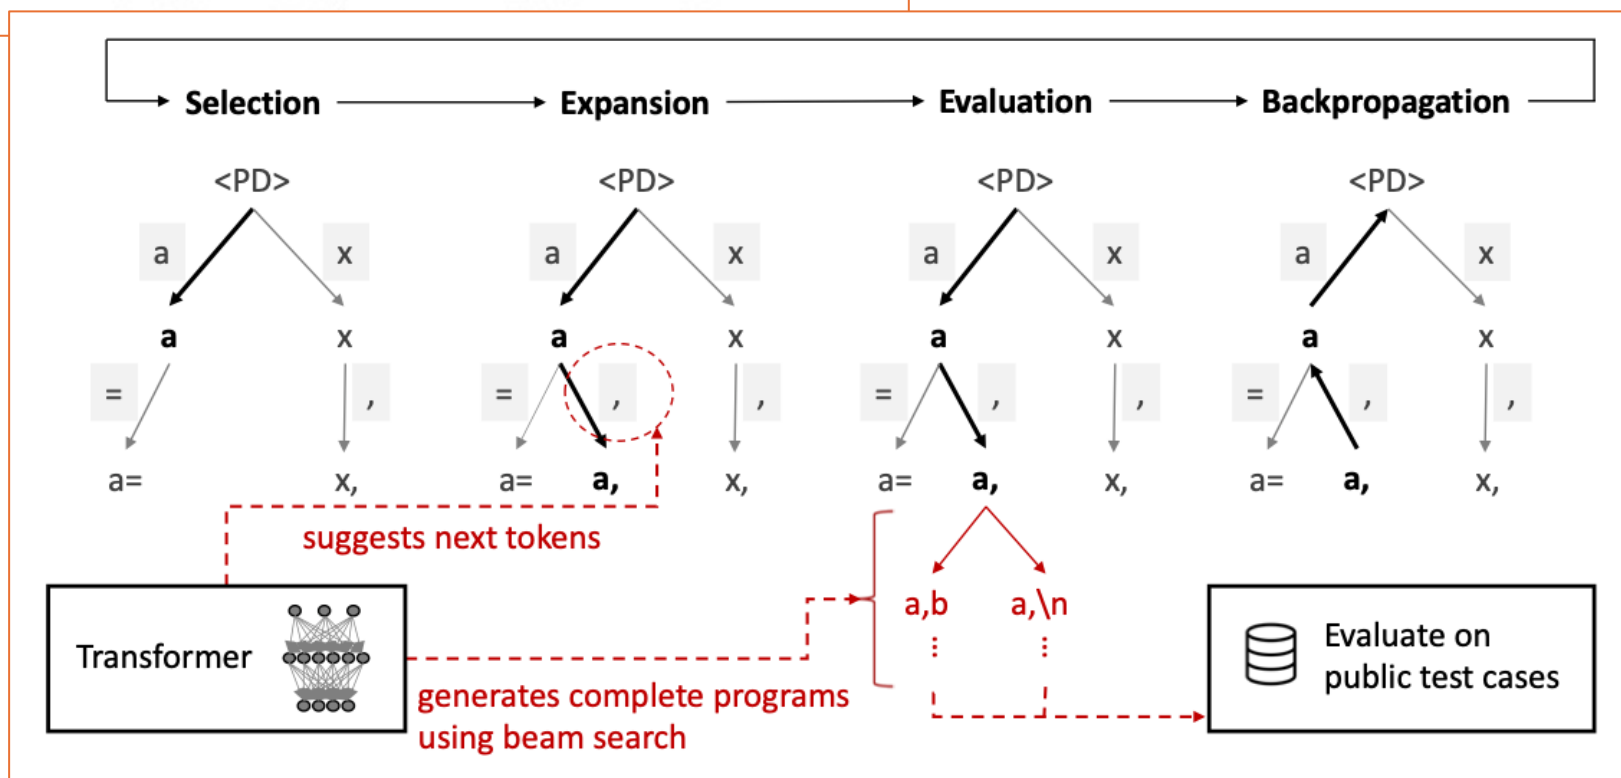 Selection Expansion Evaluation Backpropagation
<PD> <PD> <PD> <PD>
a x a x a x a x
a x a x a x a x
= , = , , = , , = , ,
a= x, a= a, x, a= a, x, a= a, x,
suggests next tokens
a,b a,\n
Transformer
Evaluate on
public test cases
generates complete programs
using beam search